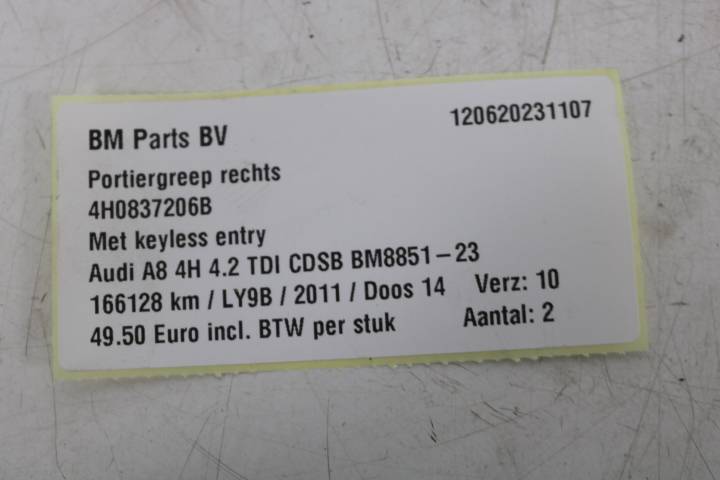 BM Parts BV 120620231107
Portiergreep rechts
4H0837206B
Met keyless entry
Audi A8 4H 4.2 TDI CDSB BM8851-23
166128 km / LY9B / 2011 / Doos 14 Verz: 10
49.50 Euro incl. BTW per stuk Aantal: 2